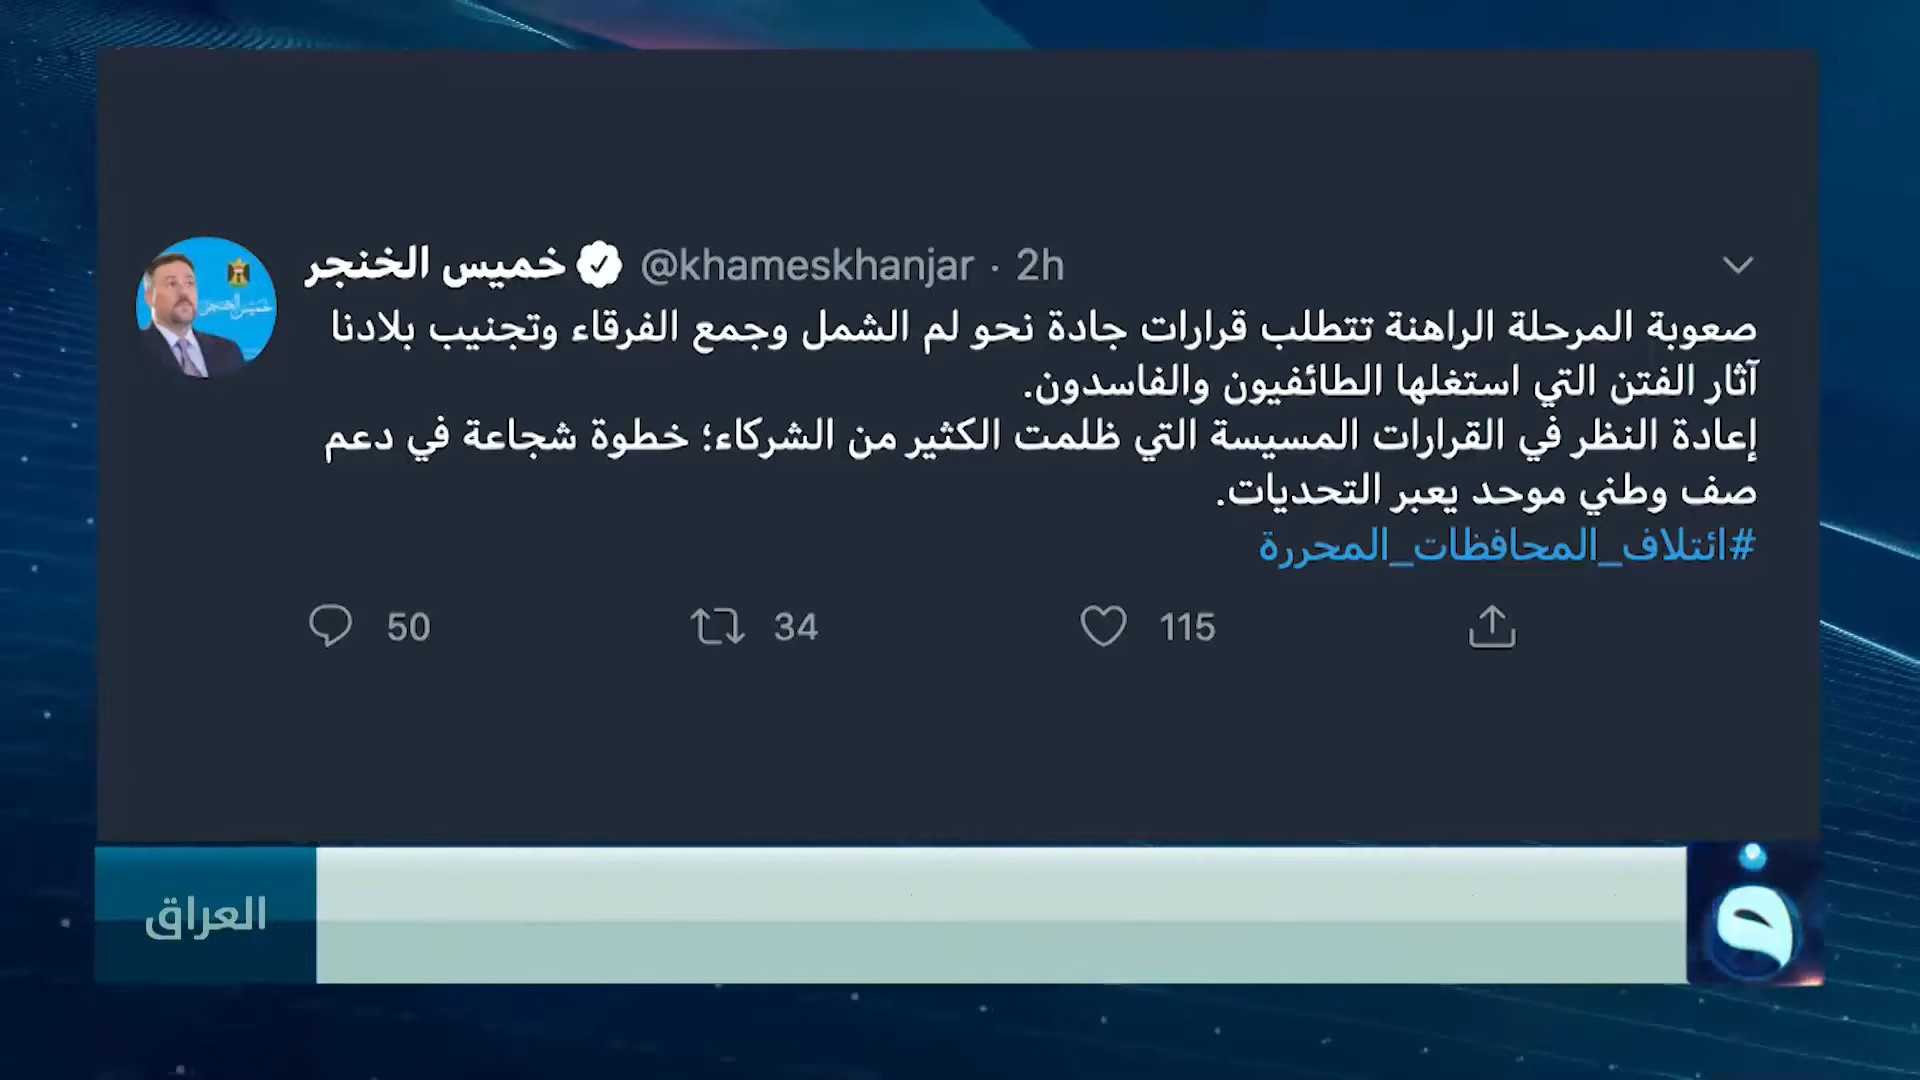 خميس الخنجر @khameskhanjar · 2h
صعوبة المرحلة الراهنة تتطلب قرارات جادة نحو لم الشمل وجمع الفرقاء وتجنيب بلادنا
آثار الفتن التي استغلها الطائفيون والفاسدون.
إعادة النظر في القرارات المسيسة التي ظلمت الكثير من الشركاء؛ خطوة شجاعة في دعم
صف وطني موحد يعبر التحديات.
#ائتلاف_المحافظات_المحررة
50 34 115
العراق
خميس الخنجر